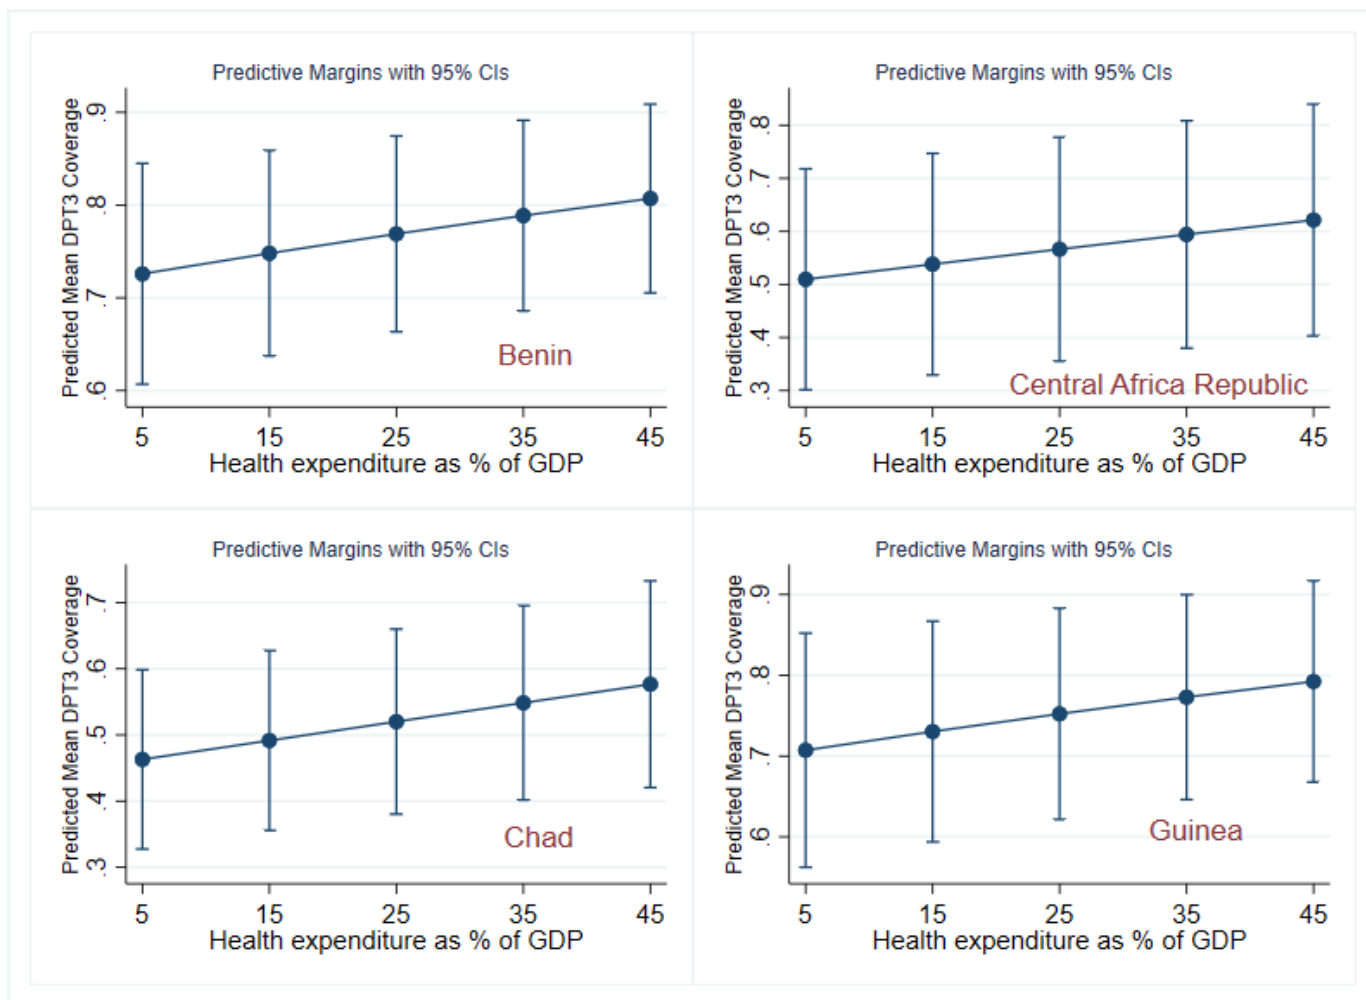 Predictive Margins with 95% CIs
Predicted Mean DPT3 Coverage
.9
.8
.7
.6
Benin
5 15 25 35 45
Health expenditure as % of GDP
Predictive Margins with 95% CIs
Predicted Mean DPT3 Coverage
.8
.7
.6
.5
.4
.3
Central Africa Republic
5 15 25 35 45
Health expenditure as % of GDP
Predictive Margins with 95% CIs
Predicted Mean DPT3 Coverage
.7
.6
.5
.4
.3
Chad
5 15 25 35 45
Health expenditure as % of GDP
Predictive Margins with 95% CIs
Predicted Mean DPT3 Coverage
.9
.8
.7
.6
Guinea
5 15 25 35 45
Health expenditure as % of GDP